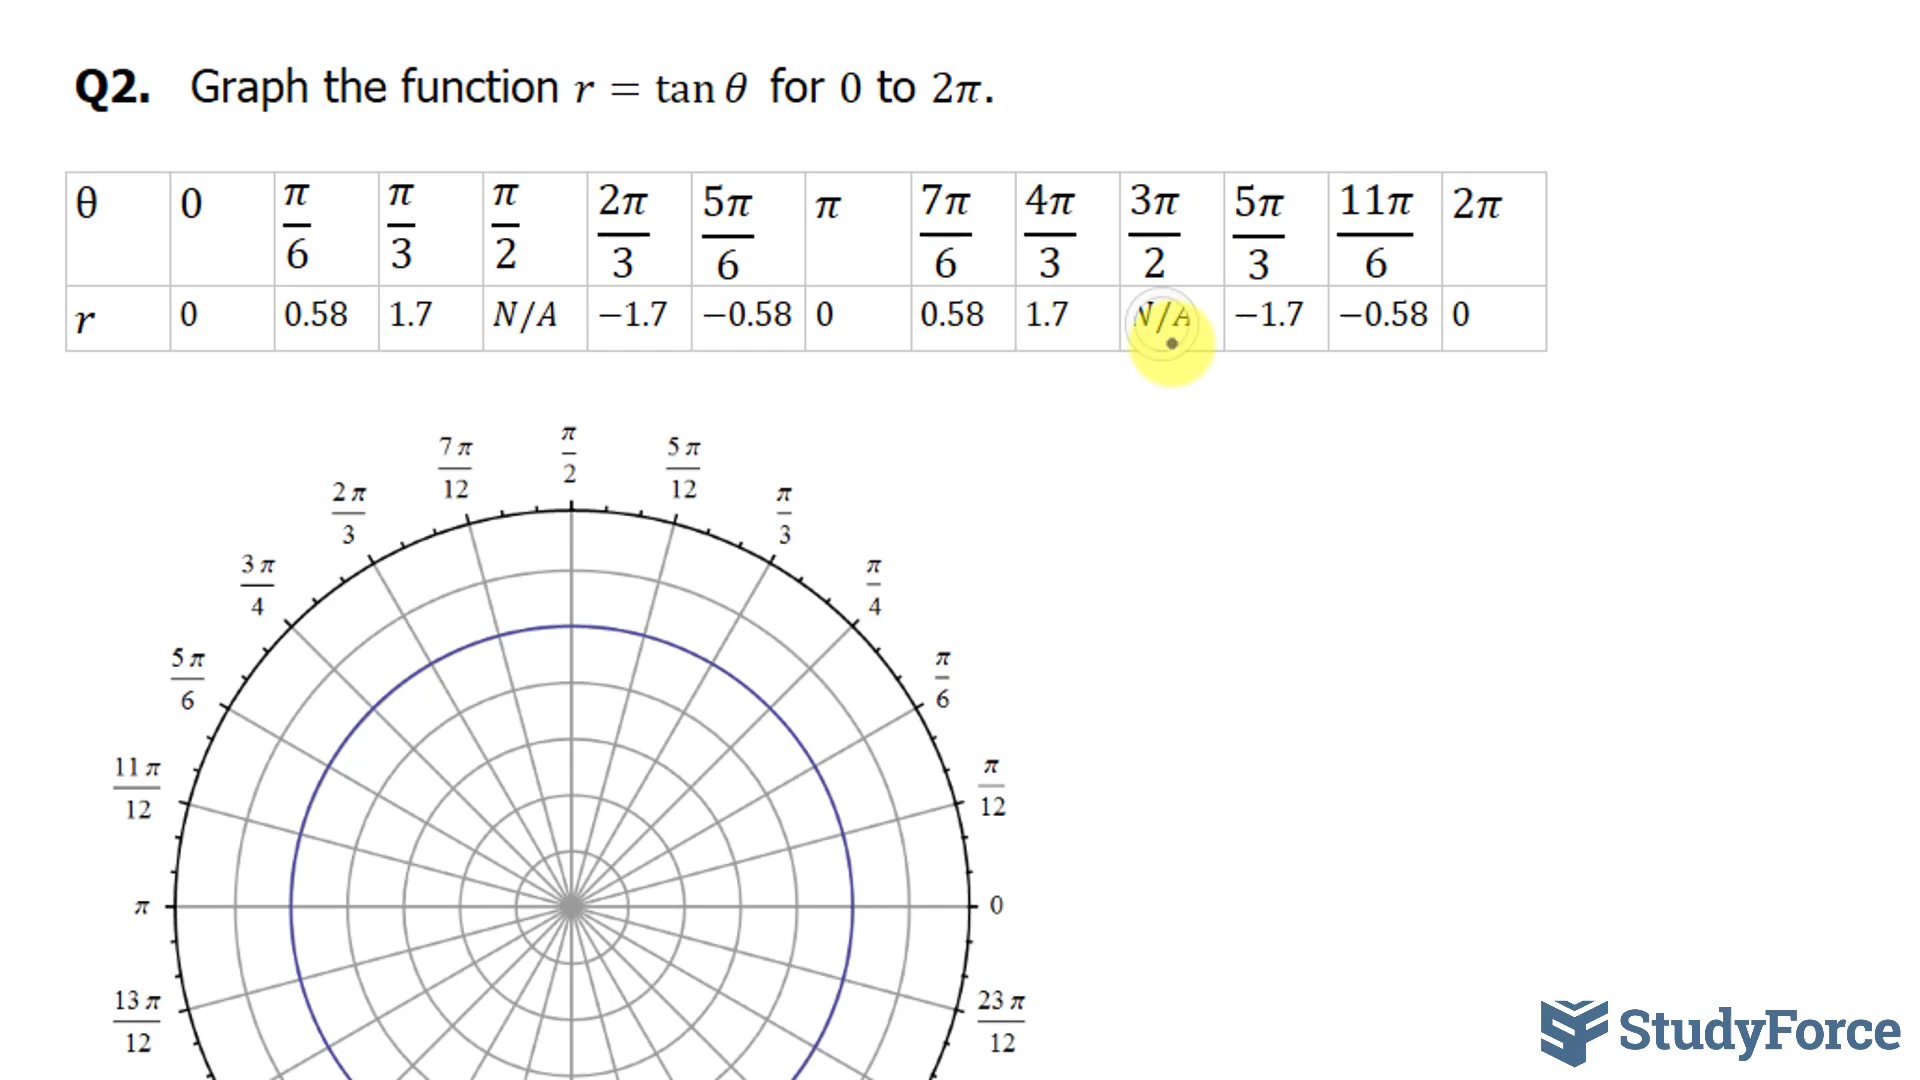 Q2. Graph the function r = tan θ for 0 to 2π.
θ 0 π/6 π/3 π/2 2π/3 5π/6 π 7π/6 4π/3 3π/2 5π/3 11π/6 2π
r 0 0.58 1.7 N/A −1.7 −0.58 0 0.58 1.7 N/A −1.7 −0.58 0
π/2
7π/12 5π/12
2π/3 π/3
3π/4 π/4
5π/6 π/6
11π/12 π/12
π 0
13π/12 23π/12
StudyForce